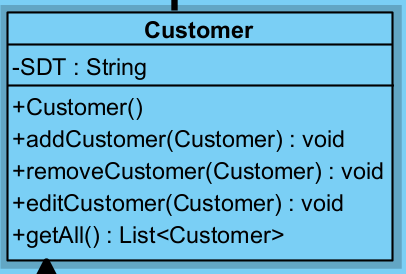 Customer
-SDT : String
+Customer()
+addCustomer(Customer) : void
+removeCustomer(Customer) : void
+editCustomer(Customer) : void
+getAll() : List<Customer>